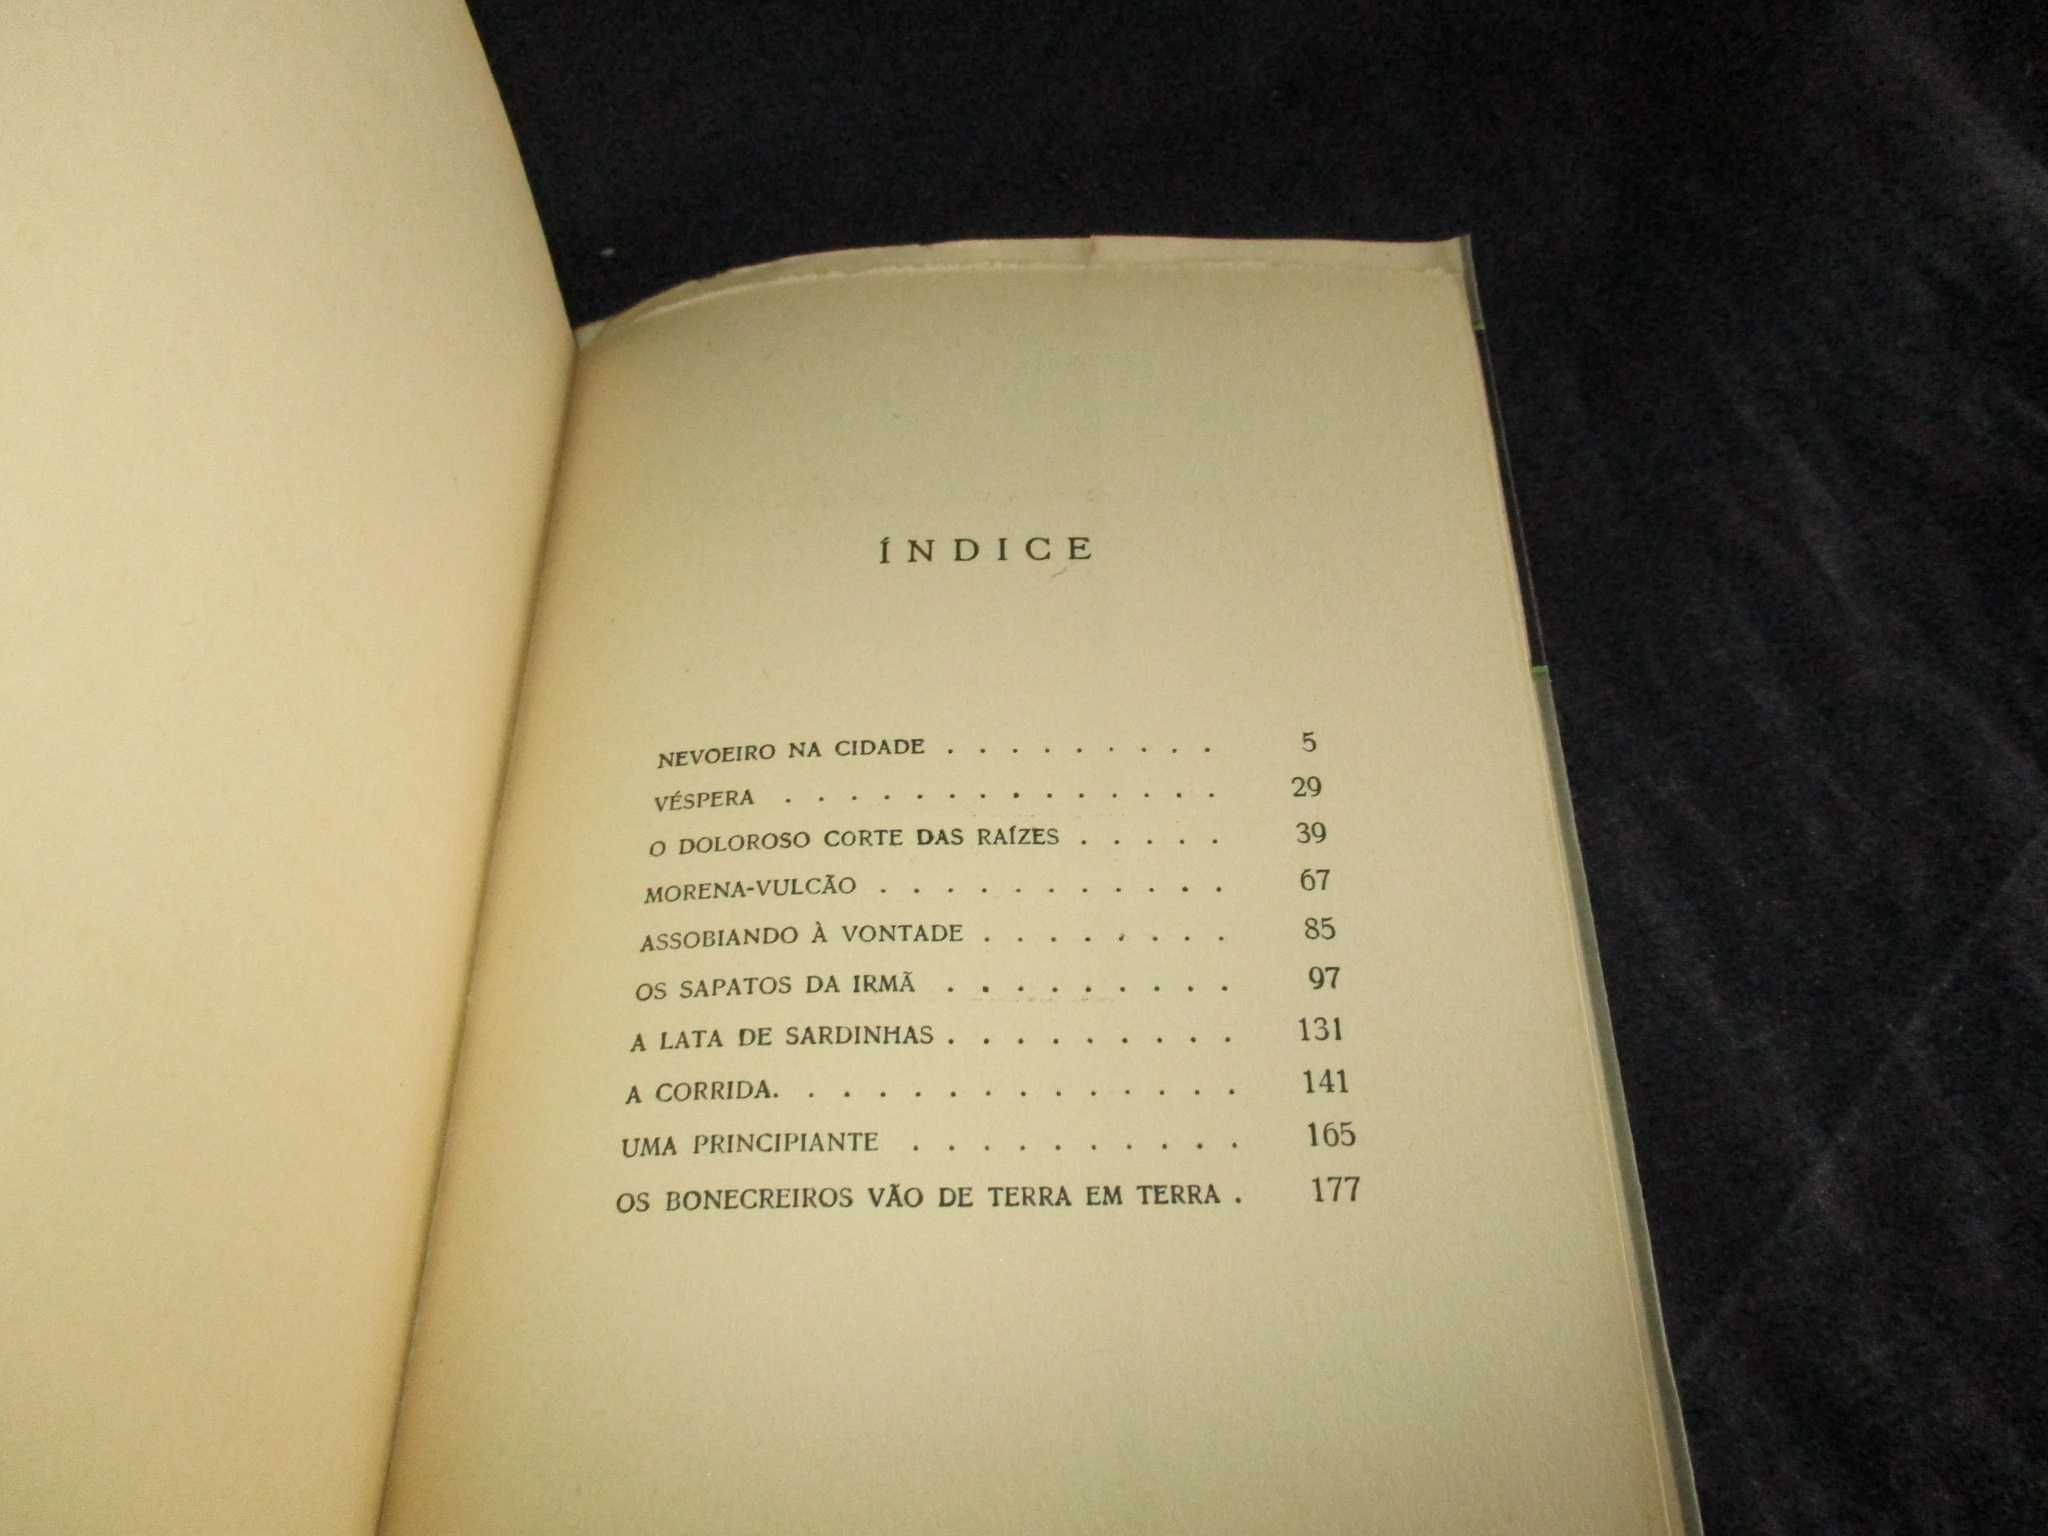 ÍNDICE
NEVOEIRO NA CIDADE . . . . . . . . . 5
VÉSPERA . . . . . . . . . . . . . . 29
O DOLOROSO CORTE DAS RAÍZES . . . . . 39
MORENA-VULCÃO . . . . . . . . . . . 67
ASSOBIANDO À VONTADE . . . . . . . . 85
OS SAPATOS DA IRMÃ . . . . . . . . . 97
A LATA DE SARDINHAS . . . . . . . . . 131
A CORRIDA. . . . . . . . . . . . . . 141
UMA PRINCIPIANTE . . . . . . . . . . 165
OS BONECREIROS VÃO DE TERRA EM TERRA . 177